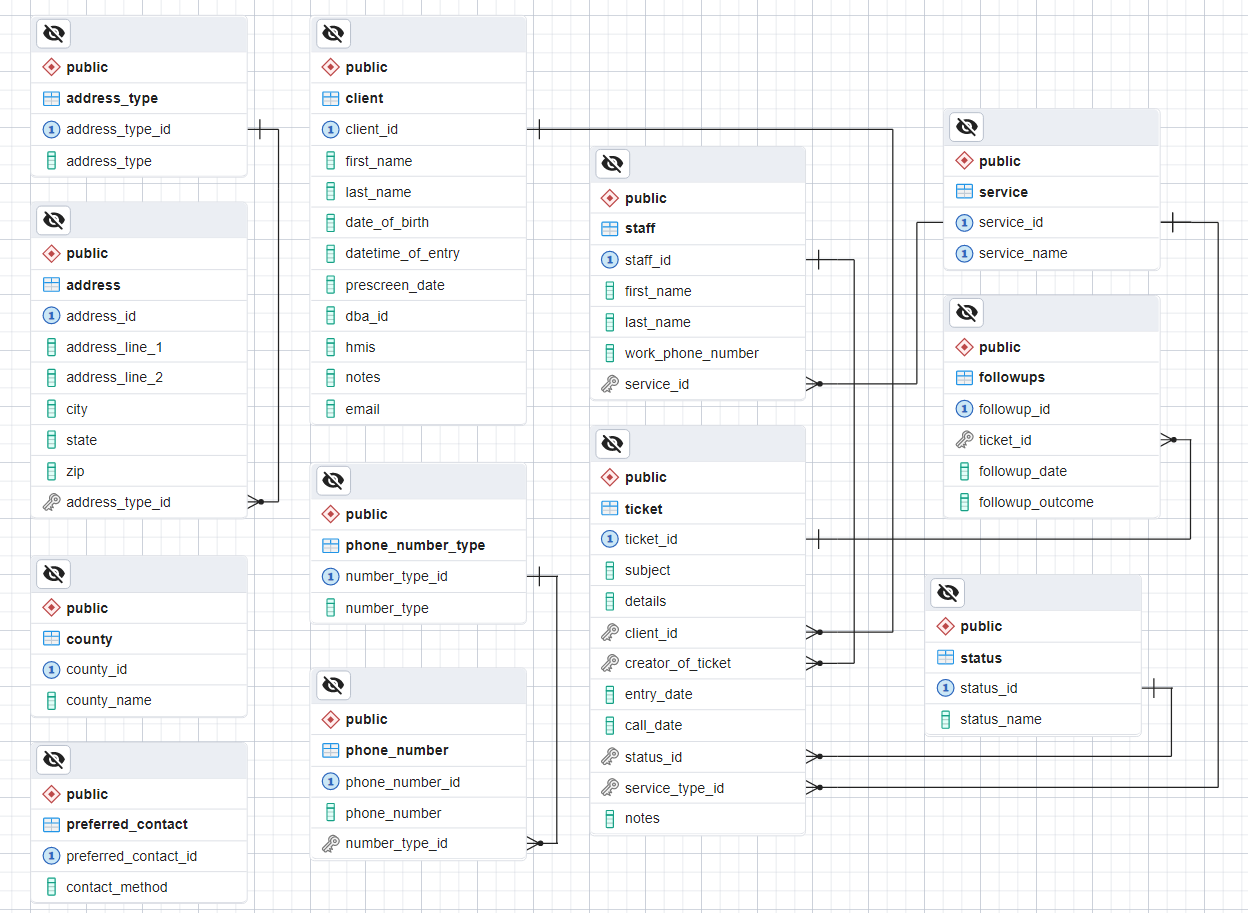 public
address_type
address_type_id
address_type
public
address
address_id
address_line_1
address_line_2
city
state
zip
address_type_id
public
county
county_id
county_name
public
preferred_contact
preferred_contact_id
contact_method
public
client
client_id
first_name
last_name
date_of_birth
datetime_of_entry
prescreen_date
dba_id
hmis
notes
email
public
phone_number_type
number_type_id
number_type
public
phone_number
phone_number_id
phone_number
number_type_id
public
staff
staff_id
first_name
last_name
work_phone_number
service_id
public
ticket
ticket_id
subject
details
client_id
creator_of_ticket
entry_date
call_date
status_id
service_type_id
notes
public
service
service_id
service_name
public
followups
followup_id
ticket_id
followup_date
followup_outcome
public
status
status_id
status_name